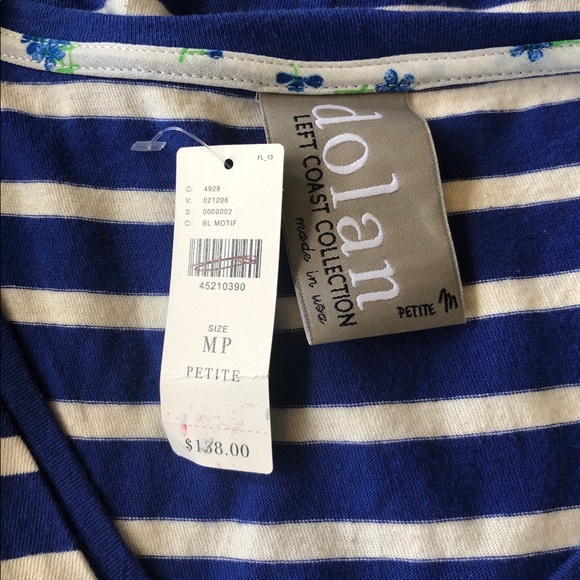 FL_13
C: 4928
V: 021206
S: 0000002
C: BL MOTIF
45210390
SIZE
MP
PETITE
$138.00
dolan
LEFT COAST COLLECTION
made in usa
PETITE m